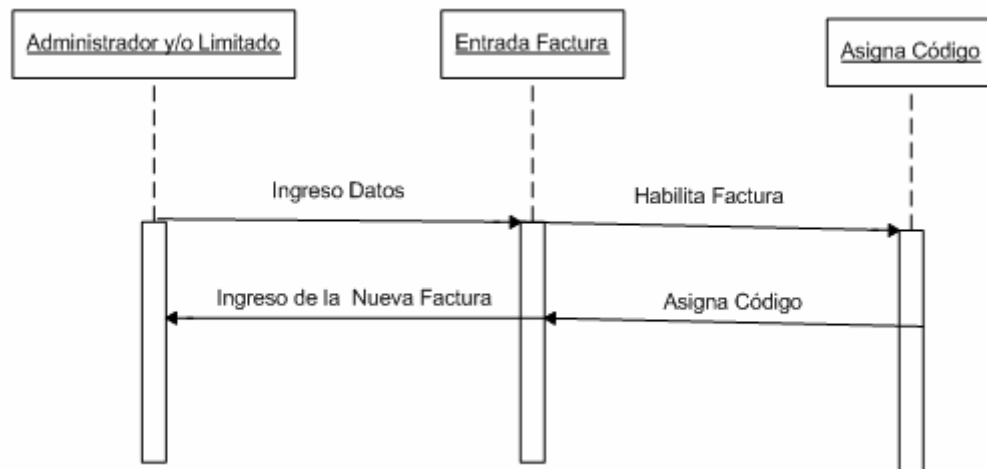 Administrador y/o Limitado
Entrada Factura
Asigna Código
Ingreso Datos
Habilita Factura
Ingreso de la Nueva Factura
Asigna Código